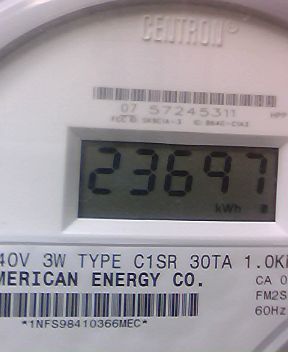 CENTRON®
07 57245311
HPP
23697
kWh
40V 3W TYPE C1SR 30TA 1.0K
MERICAN ENERGY CO.
CA 0
FM2S
60Hz
*1NFS98410366MEC*